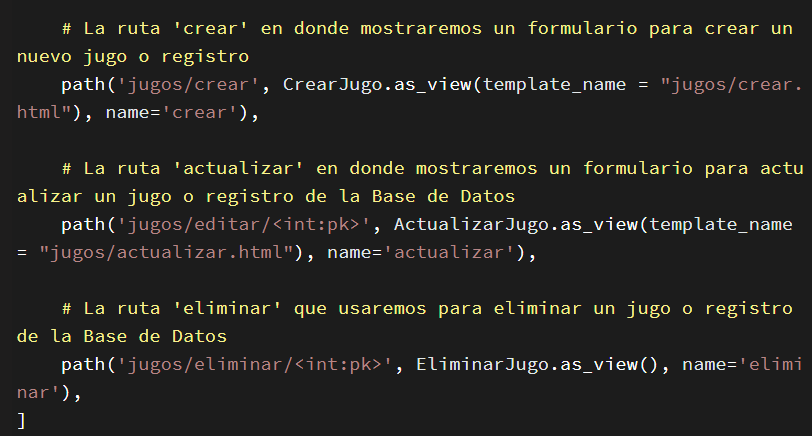 # La ruta 'crear' en donde mostraremos un formulario para crear un
nuevo jugo o registro
path('jugos/crear', CrearJugo.as_view(template_name = "jugos/crear.
html"), name='crear'),
# La ruta 'actualizar' en donde mostraremos un formulario para actu
alizar un jugo o registro de la Base de Datos
path('jugos/editar/<int:pk>', ActualizarJugo.as_view(template_name
= "jugos/actualizar.html"), name='actualizar'),
# La ruta 'eliminar' que usaremos para eliminar un jugo o registro
de la Base de Datos
path('jugos/eliminar/<int:pk>', EliminarJugo.as_view(), name='elimi
nar'),
]